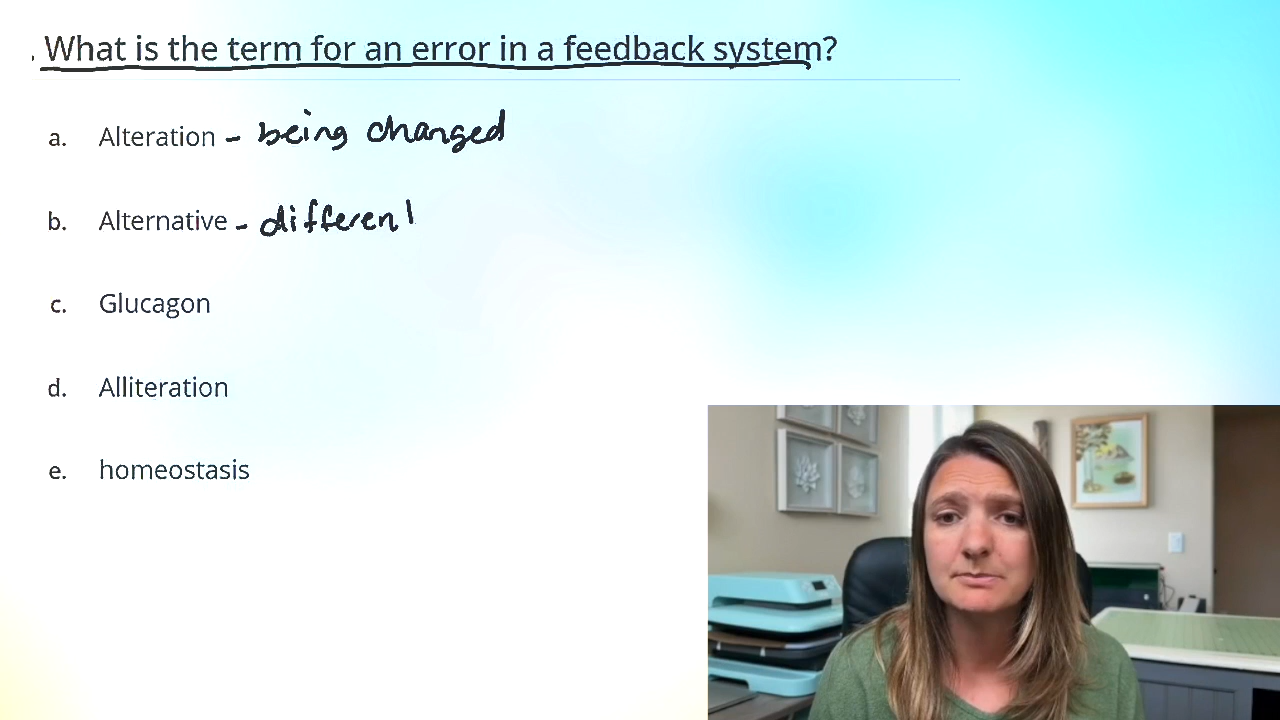 . What is the term for an error in a feedback system?
a. Alteration - being changed
b. Alternative - different
c. Glucagon
d. Alliteration
e. homeostasis